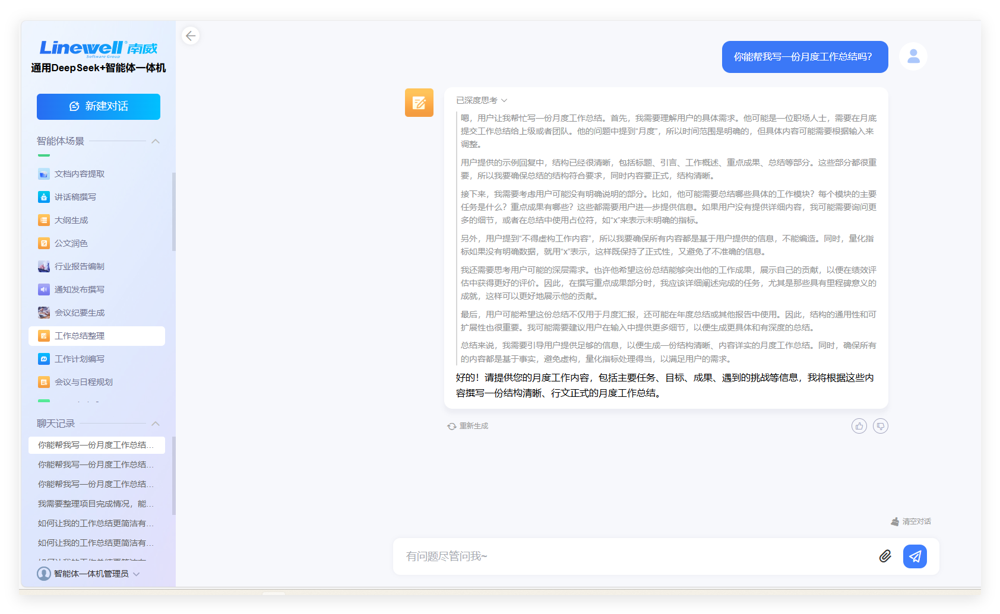 Linewell®南威
Software Group
通用DeepSeek+智能体一体机
新建对话
智能体场景
文档内容提取
讲话稿撰写
大纲生成
公文润色
行业报告编制
通知发布撰写
会议纪要生成
工作总结整理
工作计划编写
会议与日程规划
聊天记录
你能帮我写一份月度工作总结...
你能帮我写一份月度工作总结...
你能帮我写一份月度工作总结...
我需要整理项目完成情况，能...
如何让我的工作总结更简洁有...
如何让我的工作总结更简洁有...
智能体一体机管理员
你能帮我写一份月度工作总结吗？
已深度思考
嗯，用户让我帮忙写一份月度工作总结。首先，我需要理解用户的具体需求。他可能是一位职场人士，需要在月底
提交工作总结给上级或者团队。他的问题中提到“月度”，所以时间范围是明确的，但具体内容可能需要根据输入来
调整。
用户提供的示例回复中，结构已经很清晰，包括标题、引言、工作概述、重点成果、总结等部分。这些部分都很重
要，所以我要确保总结的结构符合要求，同时内容要正式，结构清晰。
接下来，我需要考虑用户可能没有明确说明的部分。比如，他可能需要总结哪些具体的工作模块？每个模块的主要
任务是什么？重点成果有哪些？这些都需要用户进一步提供信息。如果用户没有提供详细内容，我可能需要询问更
多的细节，或者在总结中使用占位符，如“x”来表示未明确的指标。
另外，用户提到“不得虚构工作内容”，所以我要确保所有内容都是基于用户提供的信息，不能编造。同时，量化指
标如果没有明确数据，就用“x”表示，这样既保持了正式性，又避免了不准确的信息。
我还需要思考用户可能的深层需求。也许他希望这份总结能够突出他的工作成果，展示自己的贡献，以便在绩效评
估中获得更好的评价。因此，在撰写重点成果部分时，我应该详细阐述完成的任务，尤其是那些具有里程碑意义的
成就，这样可以更好地展示他的贡献。
最后，用户可能希望这份总结不仅用于月度汇报，还可能在年度总结或其他报告中使用。因此，结构的通用性和可
扩展性也很重要。我可能需要建议用户在输入中提供更多细节，以便生成更具体和有深度的总结。
总结来说，我需要引导用户提供足够的信息，以便生成一份结构清晰、内容详实的月度工作总结。同时，确保所有
的内容都是基于事实，避免虚构，量化指标处理得当，以满足用户的需求。
好的！请提供您的月度工作内容，包括主要任务、目标、成果、遇到的挑战等信息，我将根据这些内
容撰写一份结构清晰、行文正式的月度工作总结。
重新生成
清空对话
有问题尽管问我~